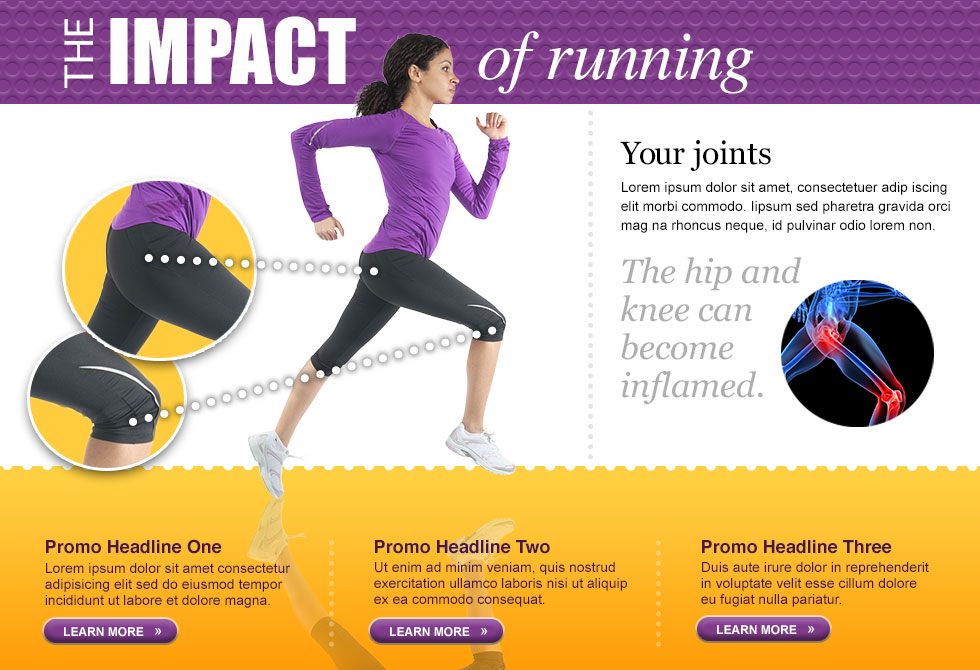 THE IMPACT of running
Your joints
Lorem ipsum dolor sit amet, consectetuer adip iscing
elit morbi commodo. Iipsum sed pharetra gravida orci
mag na rhoncus neque, id pulvinar odio lorem non.
The hip and
knee can
become
inflamed.
Promo Headline One
Lorem ipsum dolor sit amet consectetur
adipisicing elit sed do eiusmod tempor
incididunt ut labore et dolore magna.
LEARN MORE »
Promo Headline Two
Ut enim ad minim veniam, quis nostrud
exercitation ullamco laboris nisi ut aliquip
ex ea commodo consequat.
LEARN MORE »
Promo Headline Three
Duis aute irure dolor in reprehenderit
in voluptate velit esse cillum dolore
eu fugiat nulla pariatur.
LEARN MORE »